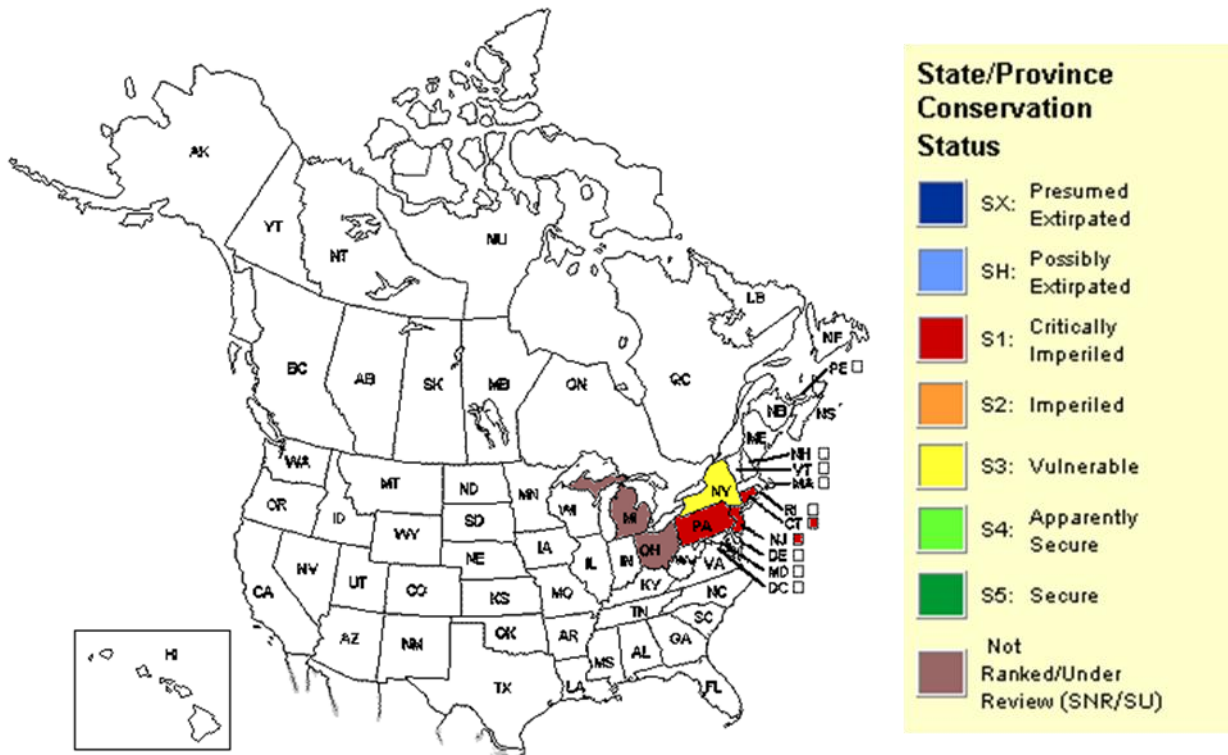 AK
YT
NT
NU
BC
AB
SK
MB
ON
QC
LB
NF
PE
NB
NS
ME
NH
VT
MA
RI
CT
NJ
DE
MD
DC
WA
OR
ID
MT
ND
SD
MN
WI
MI
NY
PA
OH
WY
NE
IA
IL
IN
WV
VA
KY
NC
TN
SC
CA
NV
UT
CO
KS
MO
AZ
NM
OK
AR
MS
AL
GA
TX
LA
FL
HI
State/Province
Conservation
Status
SX: Presumed
Extirpated
SH: Possibly
Extirpated
S1: Critically
Imperiled
S2: Imperiled
S3: Vulnerable
S4: Apparently
Secure
S5: Secure
Not
Ranked/Under
Review (SNR/SU)